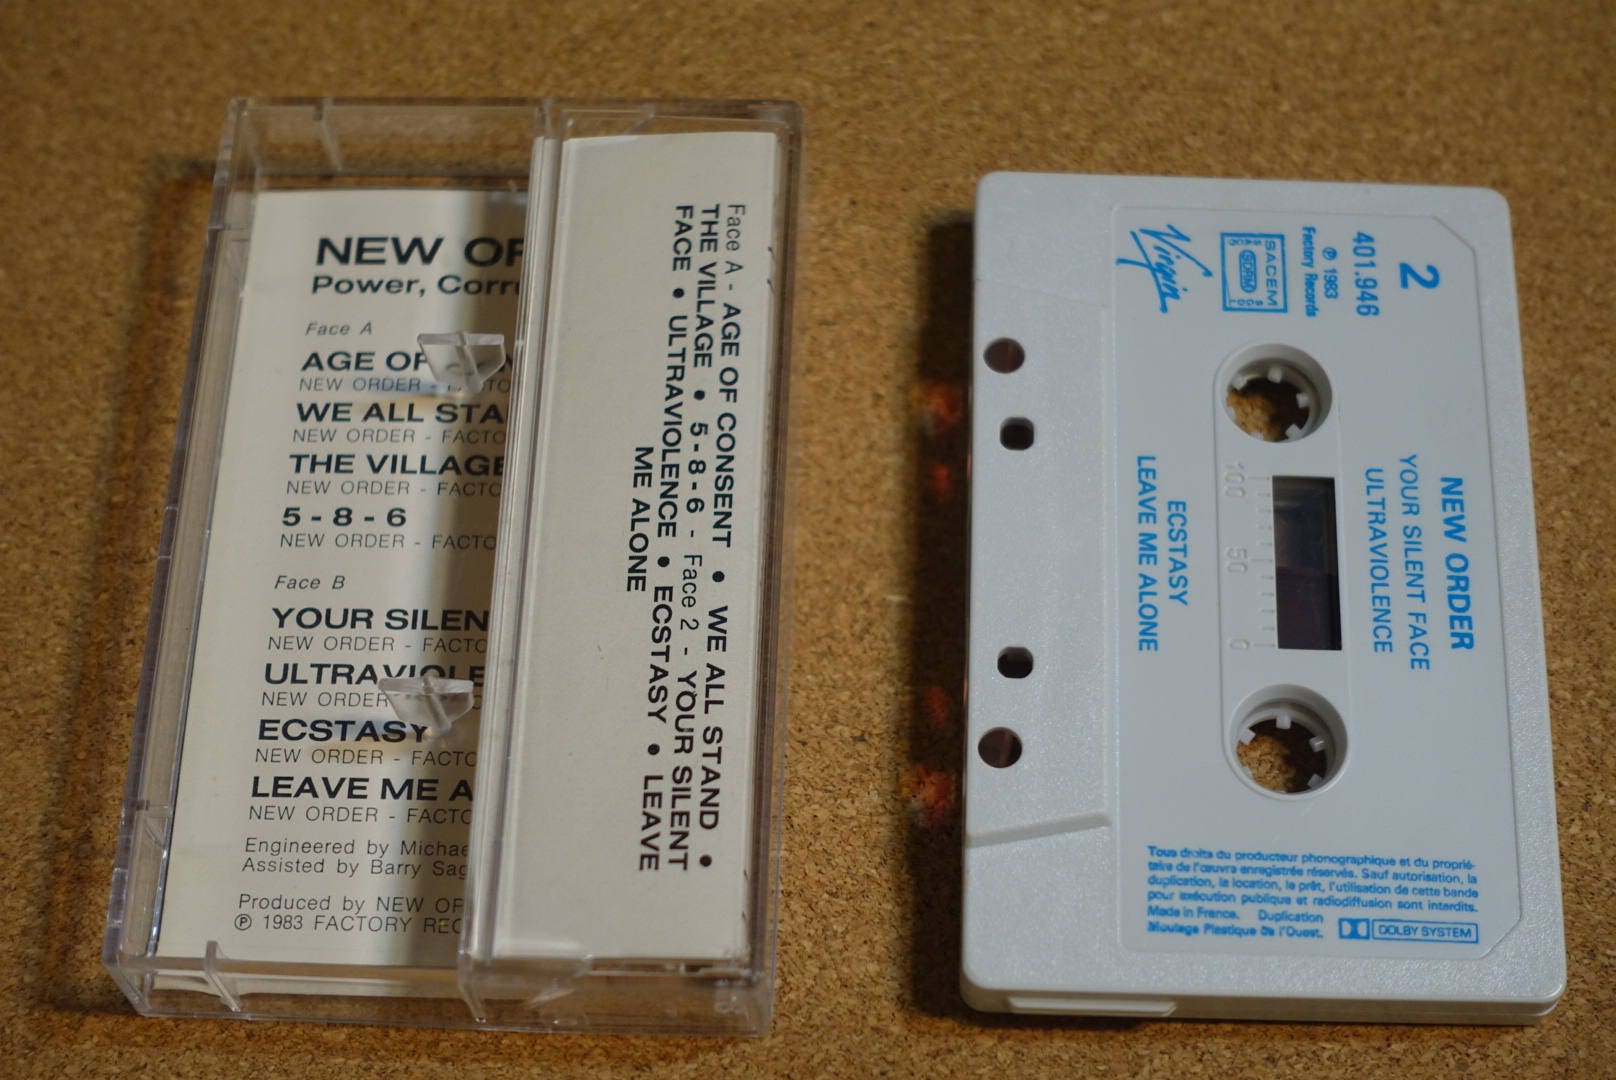 NEW OR
Power, Corru
Face A
AGE OF
NEW ORDER -
WE ALL STA
NEW ORDER - FACTO
THE VILLAGE
NEW ORDER - FACTO
5 - 8 - 6
NEW ORDER - FACTO
Face B
YOUR SILEN
NEW ORDER - FACTO
ULTRAVIOLE
NEW ORDER
ECSTASY
NEW ORDER - FACTO
LEAVE ME A
NEW ORDER - FACTO
Engineered by Michae
Assisted by Barry Sag
Produced by NEW OR
℗ 1983 FACTORY REC
Face A - AGE OF CONSENT • WE ALL STAND •
THE VILLAGE • 5 - 8 - 6 - Face 2 - YOUR SILENT
FACE • ULTRAVIOLENCE • ECSTASY • LEAVE
ME ALONE
2
401.946
℗ 1983
Factory Records
SACEM
SDRM
Virgin
NEW ORDER
YOUR SILENT FACE
ULTRAVIOLENCE
100 50 0
ECSTASY
LEAVE ME ALONE
Tous droits du producteur phonographique et du proprié-
taire de l'œuvre enregistrée réservés. Sauf autorisation, la
duplication, la location, le prêt, l'utilisation de cette bande
pour exécution publique et radiodiffusion sont interdits.
Made in France. Duplication
Moulage Plastique de l'Ouest.
DOLBY SYSTEM